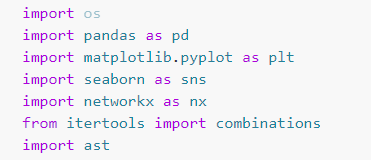 import os
import pandas as pd
import matplotlib.pyplot as plt
import seaborn as sns
import networkx as nx
from itertools import combinations
import ast